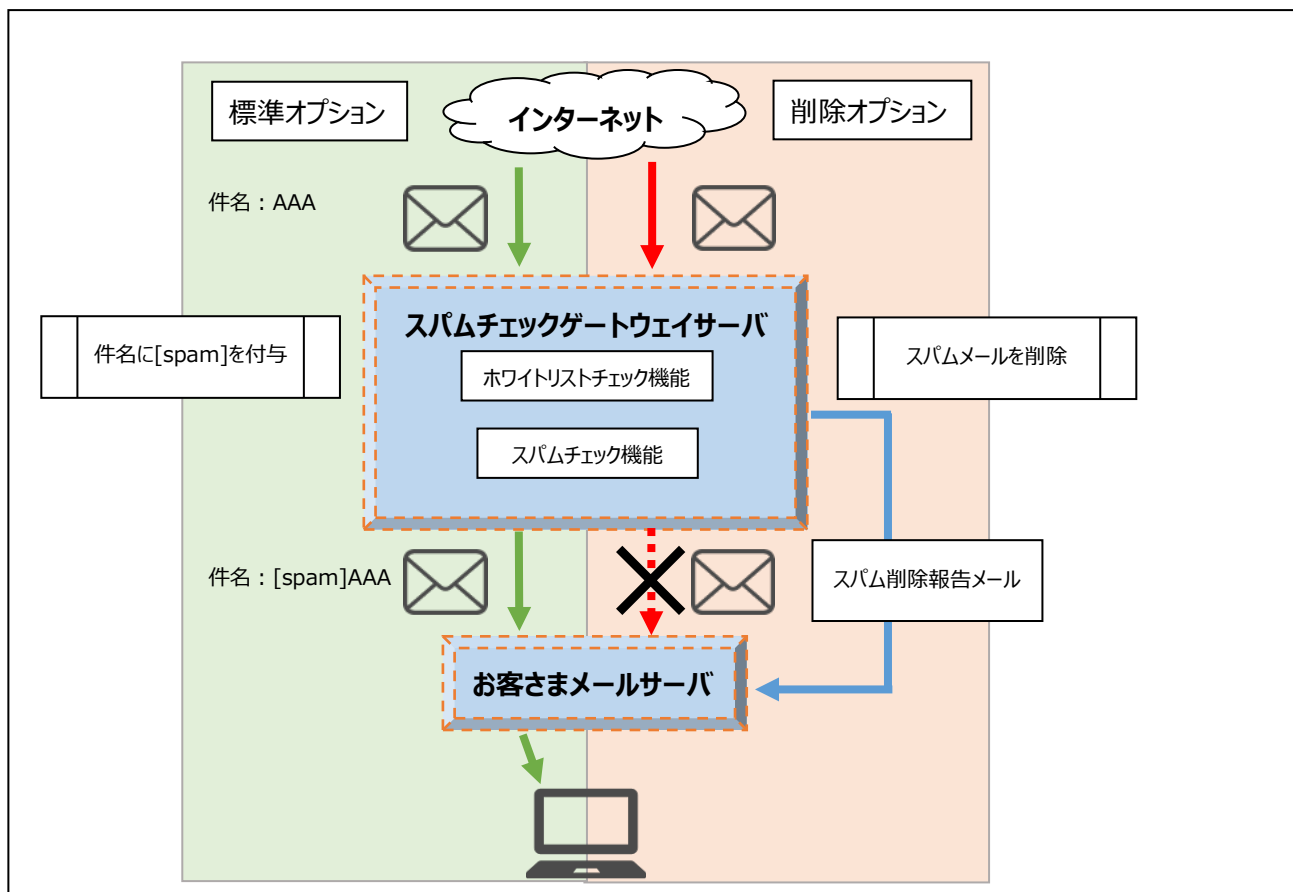 標準オプション
インターネット
削除オプション
件名：AAA
スパムチェックゲートウェイサーバ
件名に[spam]を付与
ホワイトリストチェック機能
スパムメールを削除
スパムチェック機能
件名：[spam]AAA
スパム削除報告メール
お客さまメールサーバ